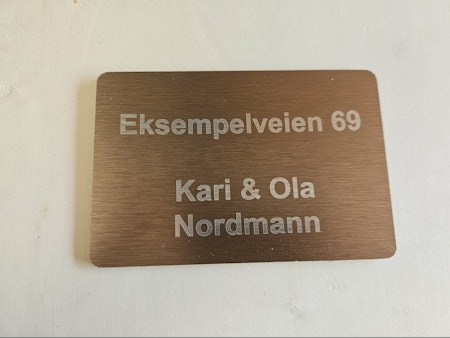 Eksempelveien 69
Kari & Ola
Nordmann